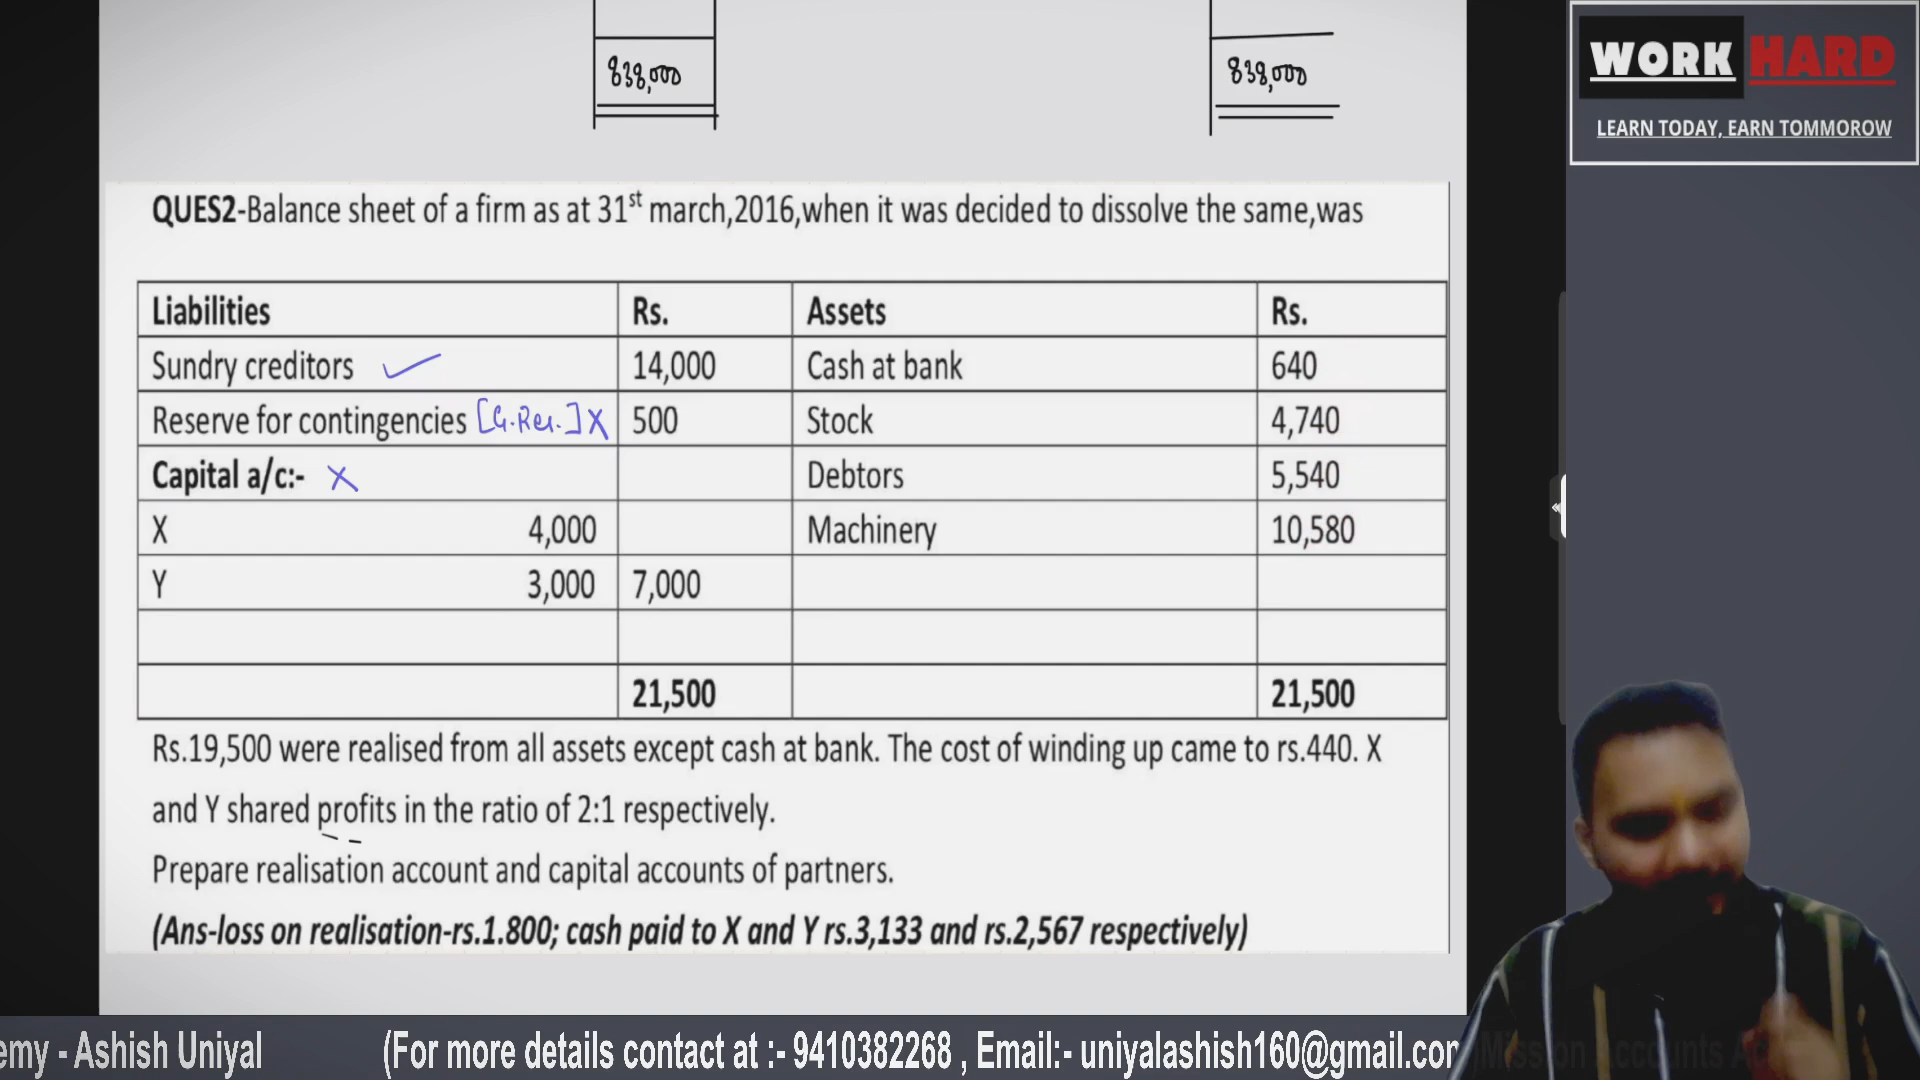 838,000 838,000
WORK HARD
LEARN TODAY, EARN TOMMOROW
QUES2-Balance sheet of a firm as at 31st march,2016,when it was decided to dissolve the same,was
Liabilities Rs. Assets Rs.
Sundry creditors 14,000 Cash at bank 640
Reserve for contingencies [G.Res.] X 500 Stock 4,740
Capital a/c:- X Debtors 5,540
X 4,000 Machinery 10,580
Y 3,000 7,000
21,500 21,500
Rs.19,500 were realised from all assets except cash at bank. The cost of winding up came to rs.440. X
and Y shared profits in the ratio of 2:1 respectively.
Prepare realisation account and capital accounts of partners.
(Ans-loss on realisation-rs.1.800; cash paid to X and Y rs.3,133 and rs.2,567 respectively)
emy - Ashish Uniyal (For more details contact at :- 9410382268 , Email:- uniyalashish160@gmail.com Mission Accounts